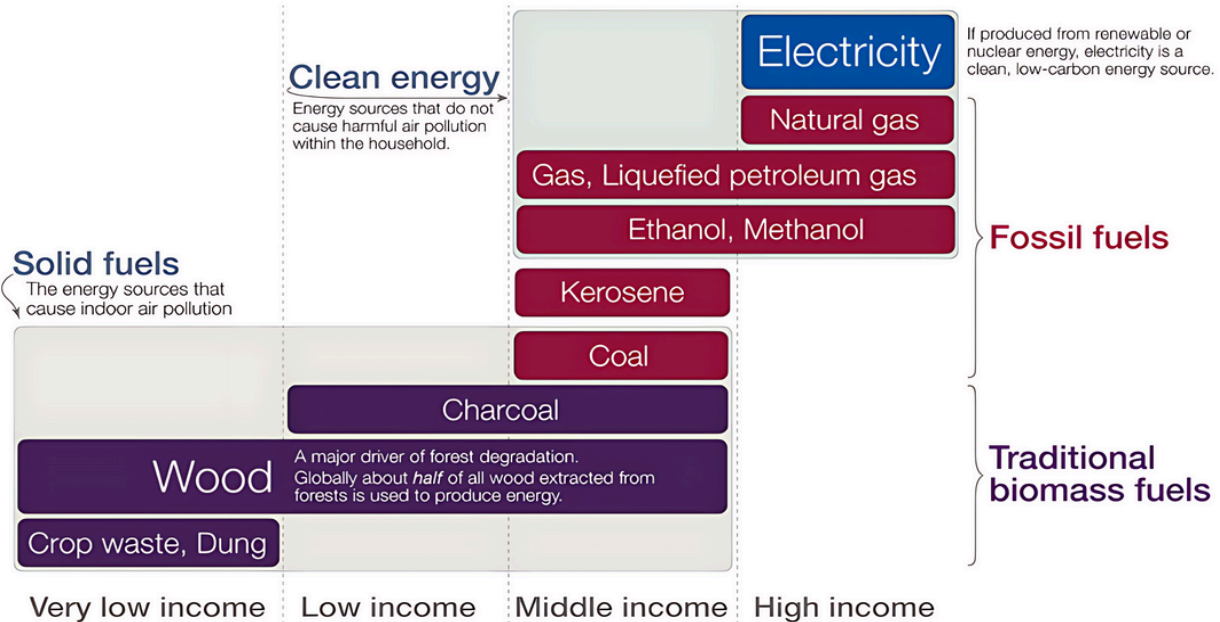 Electricity
If produced from renewable or
nuclear energy, electricity is a
clean, low-carbon energy source.
Clean energy
Energy sources that do not
cause harmful air pollution
within the household.
Natural gas
Gas, Liquefied petroleum gas
Ethanol, Methanol
Fossil fuels
Solid fuels
The energy sources that
cause indoor air pollution
Kerosene
Coal
Charcoal
Wood
A major driver of forest degradation.
Globally about half of all wood extracted from
forests is used to produce energy.
Traditional
biomass fuels
Crop waste, Dung
Very low income
Low income
Middle income
High income